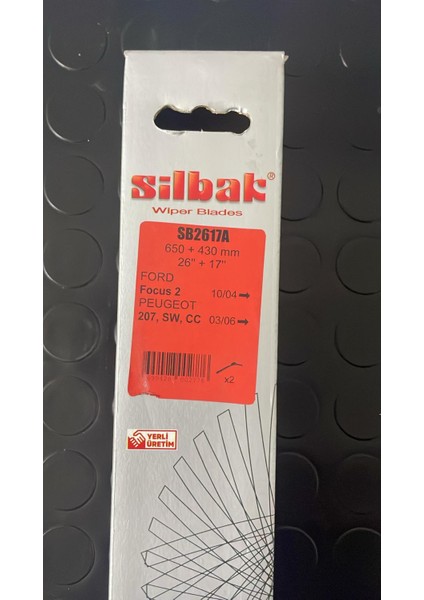 silbak®
Wiper Blades
SB2617A
650 + 430 mm
26" + 17"
FORD
Focus 2 10/04 →
PEUGEOT
207, SW, CC 03/06 →
x2
YERLİ
ÜRETİM